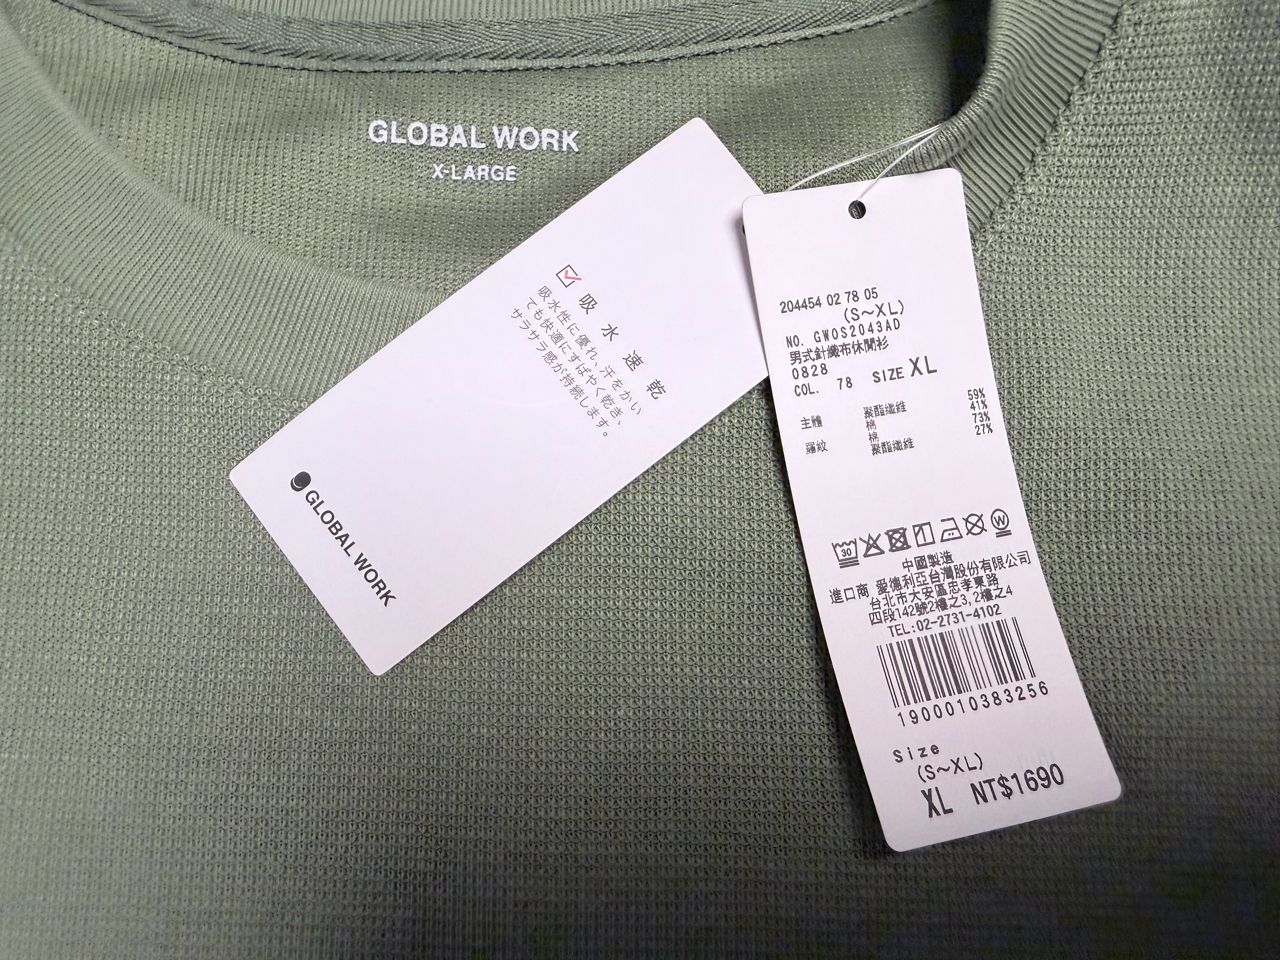 GLOBAL WORK
X-LARGE
吸水速乾
吸水性に優れ、汗をかい
ても快適にすばやく乾き、
サラサラ感が持続します。
GLOBAL WORK
204454 02 78 05
(S～XL)
NO. GWOS2043AD
男式針織布休閒衫
0828
COL. 78 SIZE XL
主體 聚酯纖維 59%
棉 41%
羅紋 棉 73%
聚酯纖維 27%
30
W
中國製造
進口商 愛德利亞台灣股份有限公司
台北市大安區忠孝東路
四段142號2樓之3,2樓之4
TEL:02-2731-4102
1900010383256
Size
(S～XL)
XL NT$1690